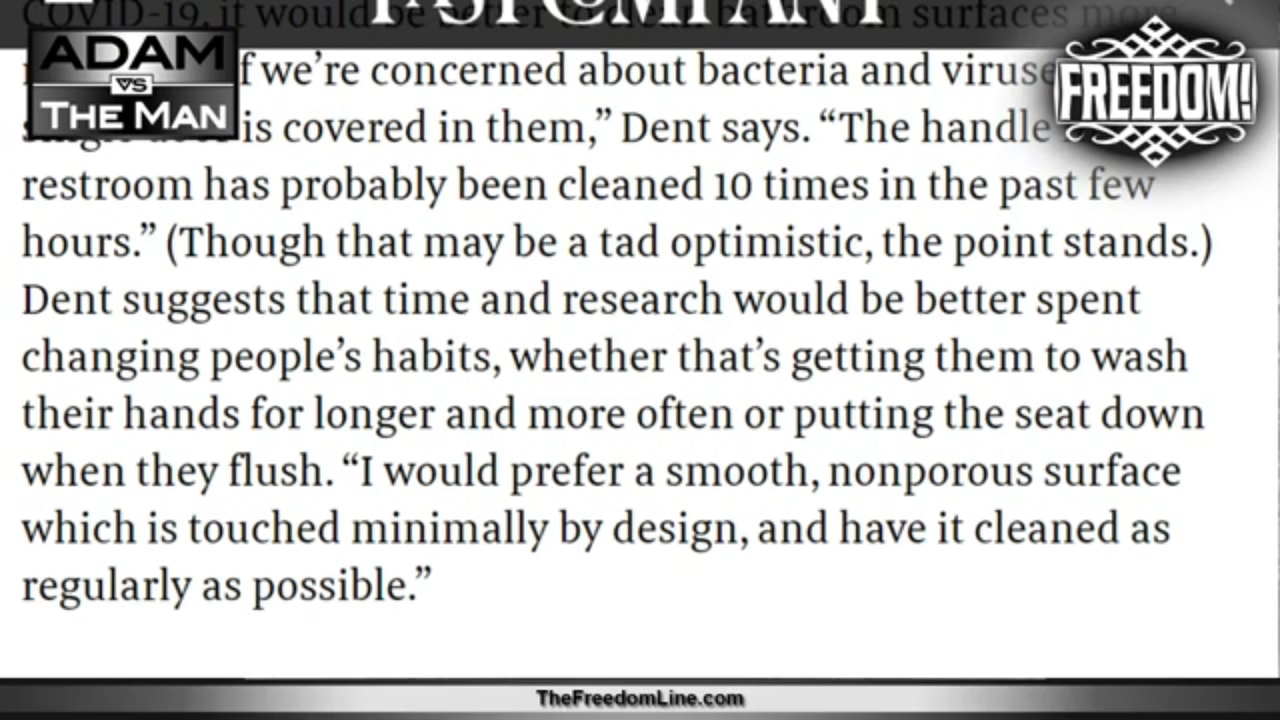 COVID-19, it would be better to clean bathroom surfaces more
FAST COMPANY
ADAM
VS
THE MAN
FREEDOM!
f we’re concerned about bacteria and viruse
is covered in them,” Dent says. “The handle
restroom has probably been cleaned 10 times in the past few
hours.” (Though that may be a tad optimistic, the point stands.)
Dent suggests that time and research would be better spent
changing people’s habits, whether that’s getting them to wash
their hands for longer and more often or putting the seat down
when they flush. “I would prefer a smooth, nonporous surface
which is touched minimally by design, and have it cleaned as
regularly as possible.”
TheFreedomLine.com